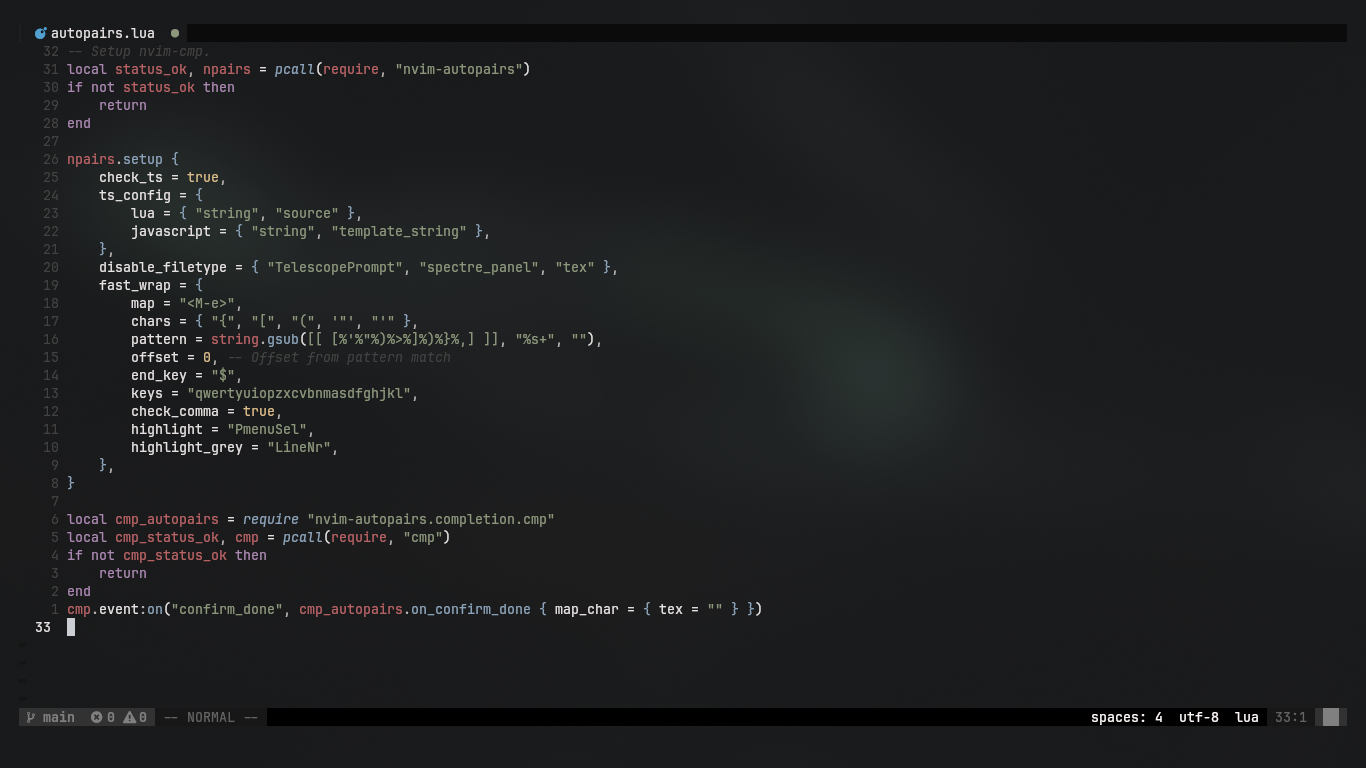 autopairs.lua
32 -- Setup nvim-cmp.
31 local status_ok, npairs = pcall(require, "nvim-autopairs")
30 if not status_ok then
29     return
28 end
27
26 npairs.setup {
25     check_ts = true,
24     ts_config = {
23         lua = { "string", "source" },
22         javascript = { "string", "template_string" },
21     },
20     disable_filetype = { "TelescopePrompt", "spectre_panel", "tex" },
19     fast_wrap = {
18         map = "<M-e>",
17         chars = { "{", "[", "(", '"', "'" },
16         pattern = string.gsub([[ [%'%"%)%>%]%)%}%,] ]], "%s+", ""),
15         offset = 0, -- Offset from pattern match
14         end_key = "$",
13         keys = "qwertyuiopzxcvbnmasdfghjkl",
12         check_comma = true,
11         highlight = "PmenuSel",
10         highlight_grey = "LineNr",
9     },
8 }
7
6 local cmp_autopairs = require "nvim-autopairs.completion.cmp"
5 local cmp_status_ok, cmp = pcall(require, "cmp")
4 if not cmp_status_ok then
3     return
2 end
1 cmp.event:on("confirm_done", cmp_autopairs.on_confirm_done { map_char = { tex = "" } })
33
~
~
~
~
main 0 0 -- NORMAL -- spaces: 4 utf-8 lua 33:1